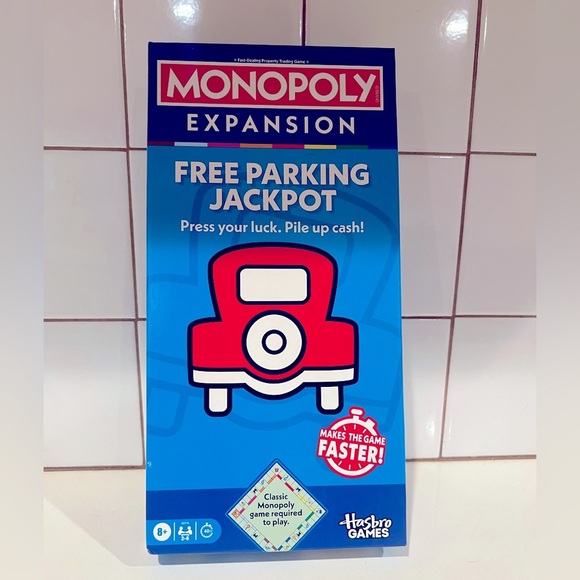 Fast-Dealing Property Trading Game
MONOPOLY
EXPANSION
FREE PARKING
JACKPOT
Press your luck. Pile up cash!
MAKES THE GAME
FASTER!
Classic
Monopoly
game required
to play.
8+
Hasbro
GAMES